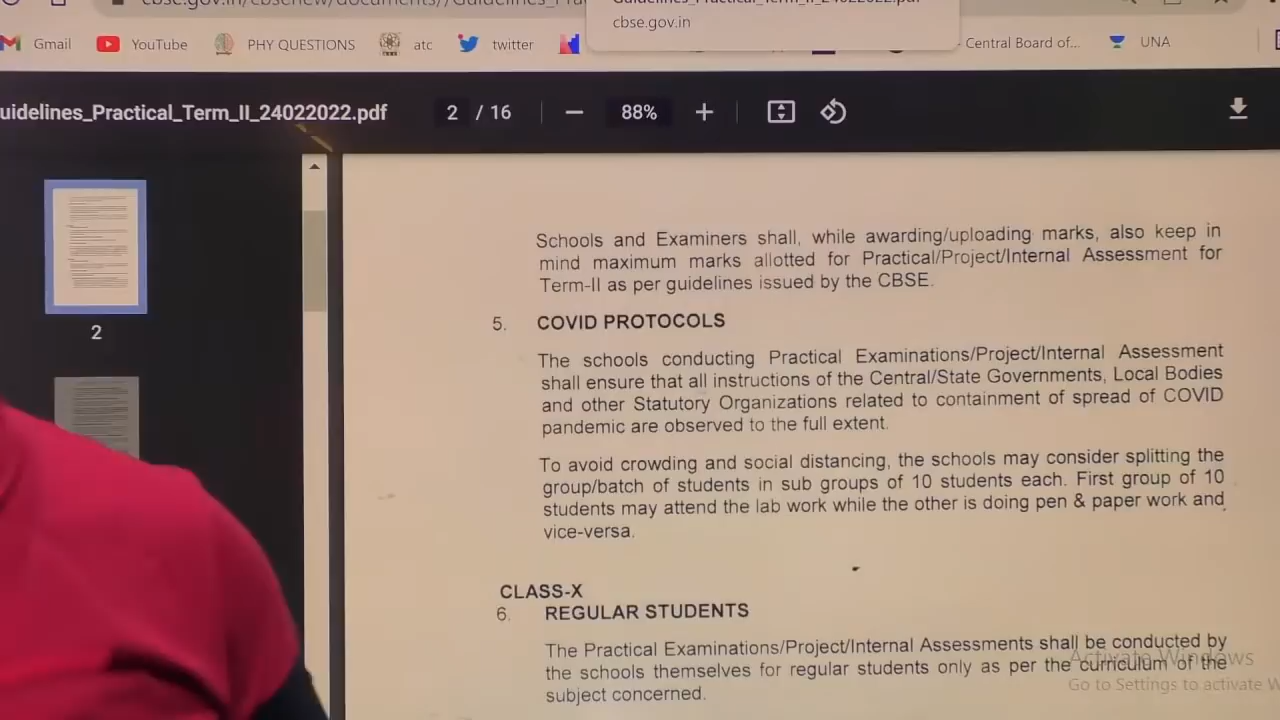 cbse.gov.in/cbsenew/documents//Guidelines_Pra
Guidelines_Practical_Term_II_24022022.pdf
cbse.gov.in
Gmail
YouTube
PHY QUESTIONS
atc
twitter
Central Board of...
UNA
uidelines_Practical_Term_II_24022022.pdf
2 / 16
88%
2
Schools and Examiners shall, while awarding/uploading marks, also keep in
mind maximum marks allotted for Practical/Project/Internal Assessment for
Term-II as per guidelines issued by the CBSE.
5. COVID PROTOCOLS
The schools conducting Practical Examinations/Project/Internal Assessment
shall ensure that all instructions of the Central/State Governments, Local Bodies
and other Statutory Organizations related to containment of spread of COVID
pandemic are observed to the full extent.
To avoid crowding and social distancing, the schools may consider splitting the
group/batch of students in sub groups of 10 students each. First group of 10
students may attend the lab work while the other is doing pen & paper work and
vice-versa.
CLASS-X
6. REGULAR STUDENTS
The Practical Examinations/Project/Internal Assessments shall be conducted by
the schools themselves for regular students only as per the curriculum of the
subject concerned.
Activate Windows
Go to Settings to activate W